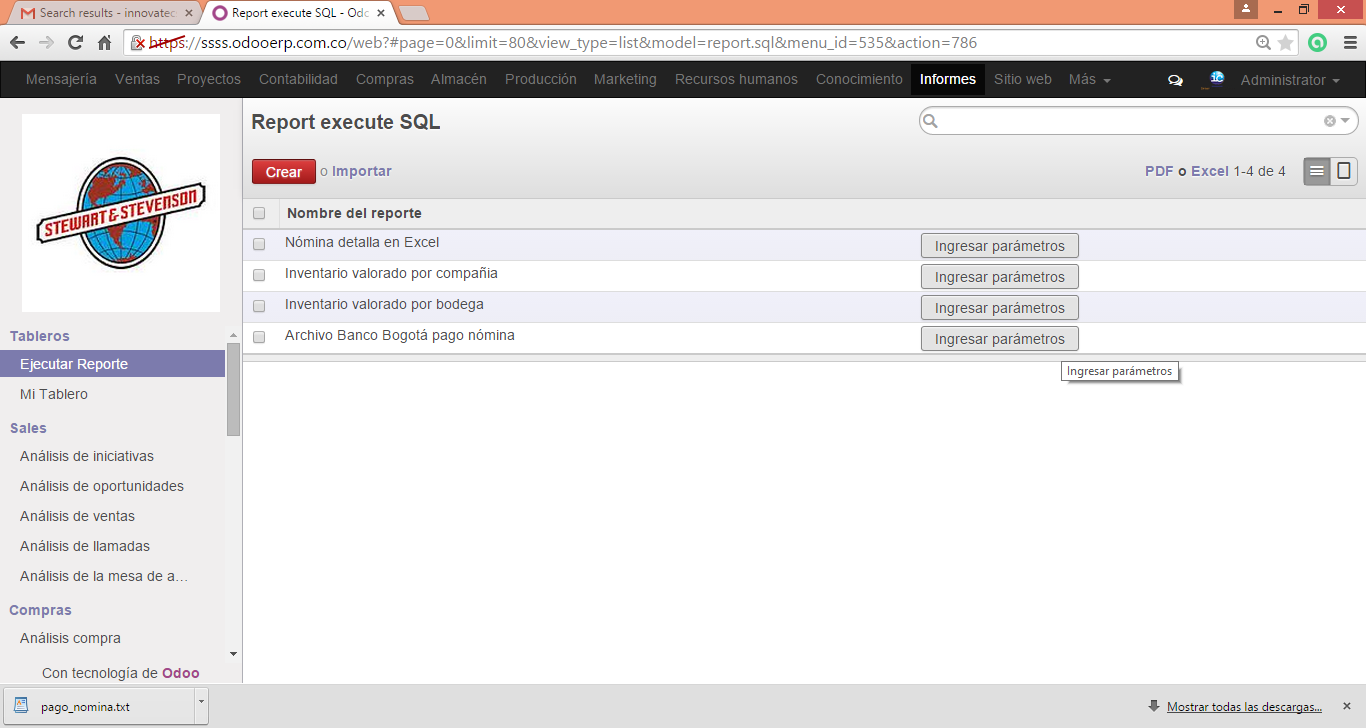 Search results - innovatec
Report execute SQL - Odo
https://ssss.odooerp.com.co/web?#page=0&limit=80&view_type=list&model=report.sql&menu_id=535&action=786
Mensajería Ventas Proyectos Contabilidad Compras Almacén Producción Marketing Recursos humanos Conocimiento Informes Sitio web Más Administrator
STEWART & STEVENSON
Report execute SQL
Crear o Importar
PDF o Excel 1-4 de 4
Nombre del reporte
Nómina detalla en Excel Ingresar parámetros
Inventario valorado por compañia Ingresar parámetros
Inventario valorado por bodega Ingresar parámetros
Archivo Banco Bogotá pago nómina Ingresar parámetros
Ingresar parámetros
Tableros
Ejecutar Reporte
Mi Tablero
Sales
Análisis de iniciativas
Análisis de oportunidades
Análisis de ventas
Análisis de llamadas
Análisis de la mesa de a…
Compras
Análisis compra
Con tecnología de Odoo
pago_nomina.txt
Mostrar todas las descargas...